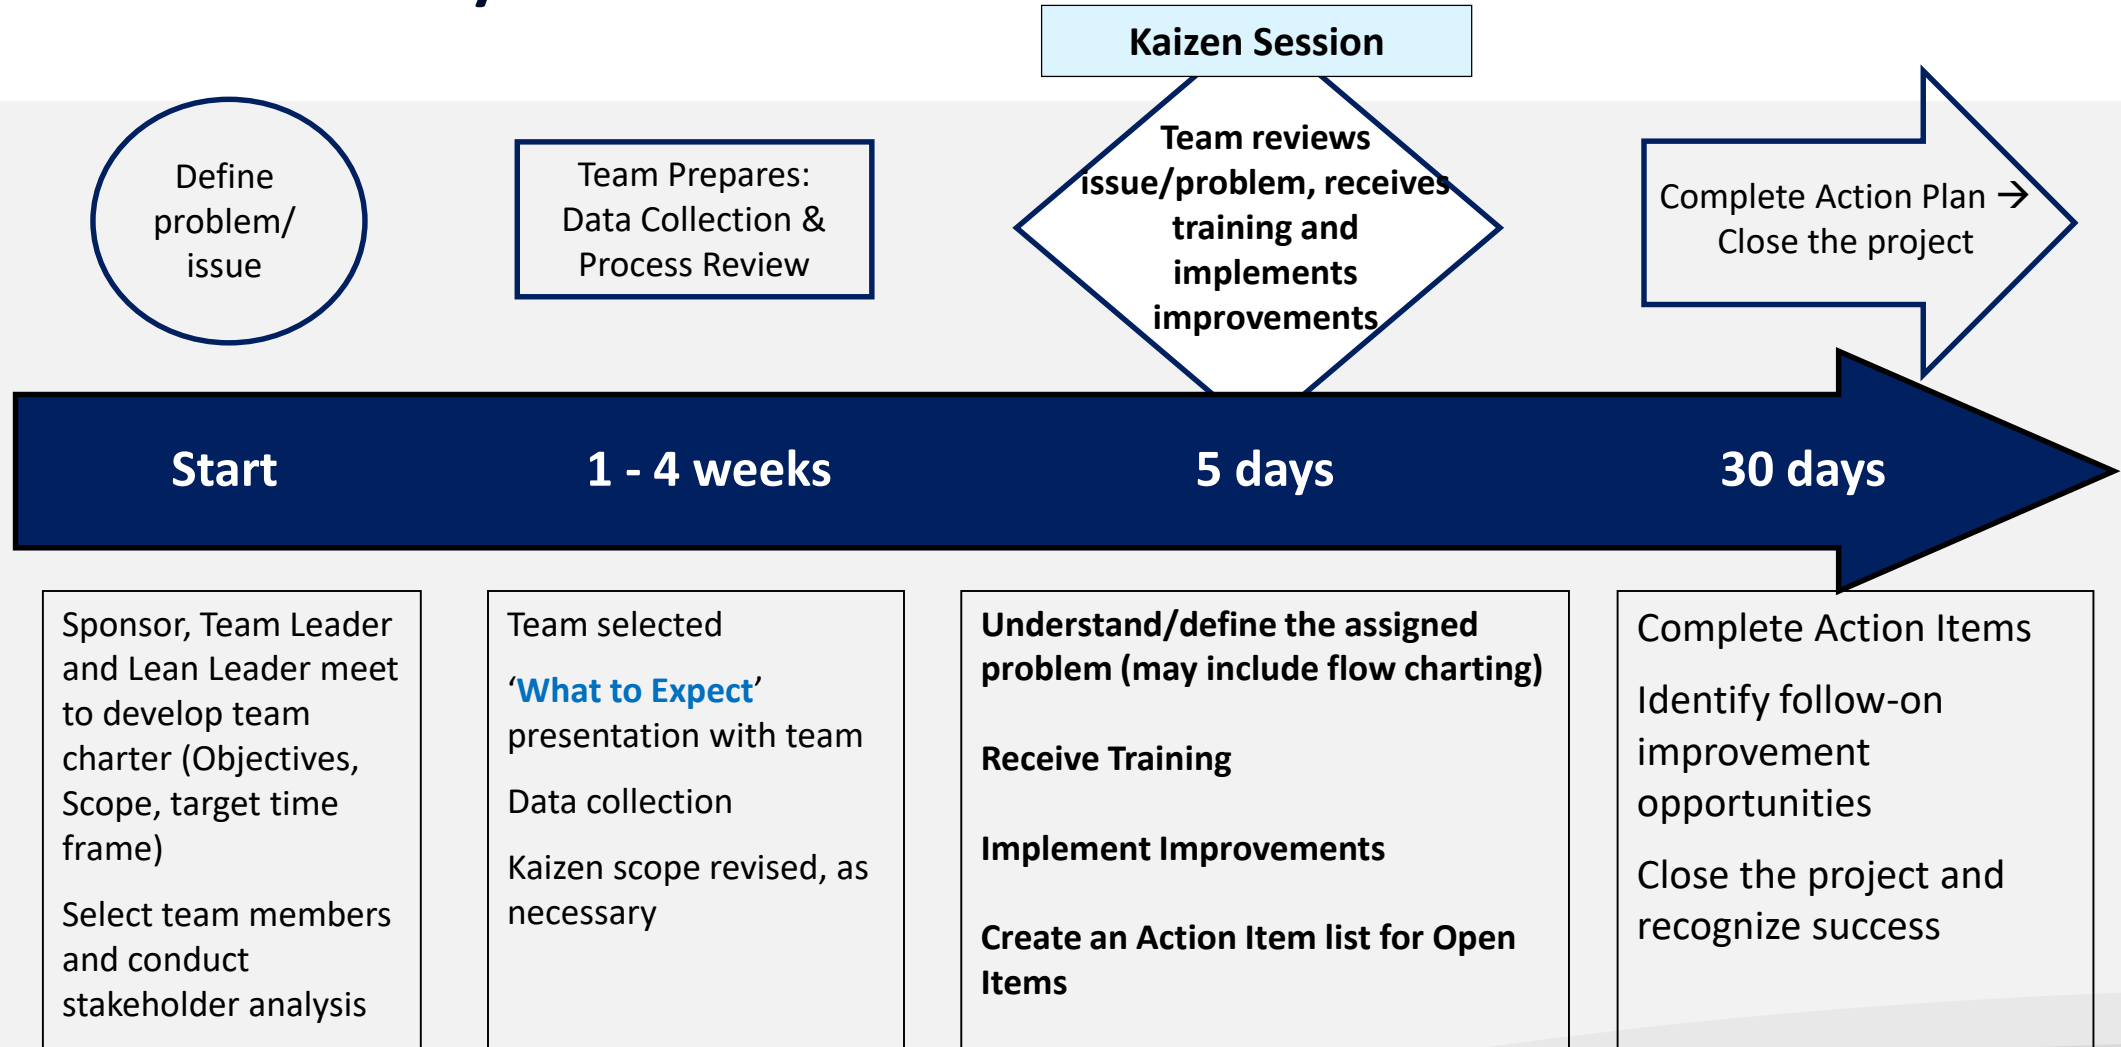 Kaizen Session
Define
problem/
issue
Team Prepares:
Data Collection &
Process Review
Team reviews
issue/problem, receives
training and
implements
improvements
Complete Action Plan →
Close the project
Start
1 - 4 weeks
5 days
30 days
Sponsor, Team Leader
and Lean Leader meet
to develop team
charter (Objectives,
Scope, target time
frame)
Select team members
and conduct
stakeholder analysis
Team selected
‘What to Expect’
presentation with team
Data collection
Kaizen scope revised, as
necessary
Understand/define the assigned
problem (may include flow charting)
Receive Training
Implement Improvements
Create an Action Item list for Open
Items
Complete Action Items
Identify follow-on
improvement
opportunities
Close the project and
recognize success